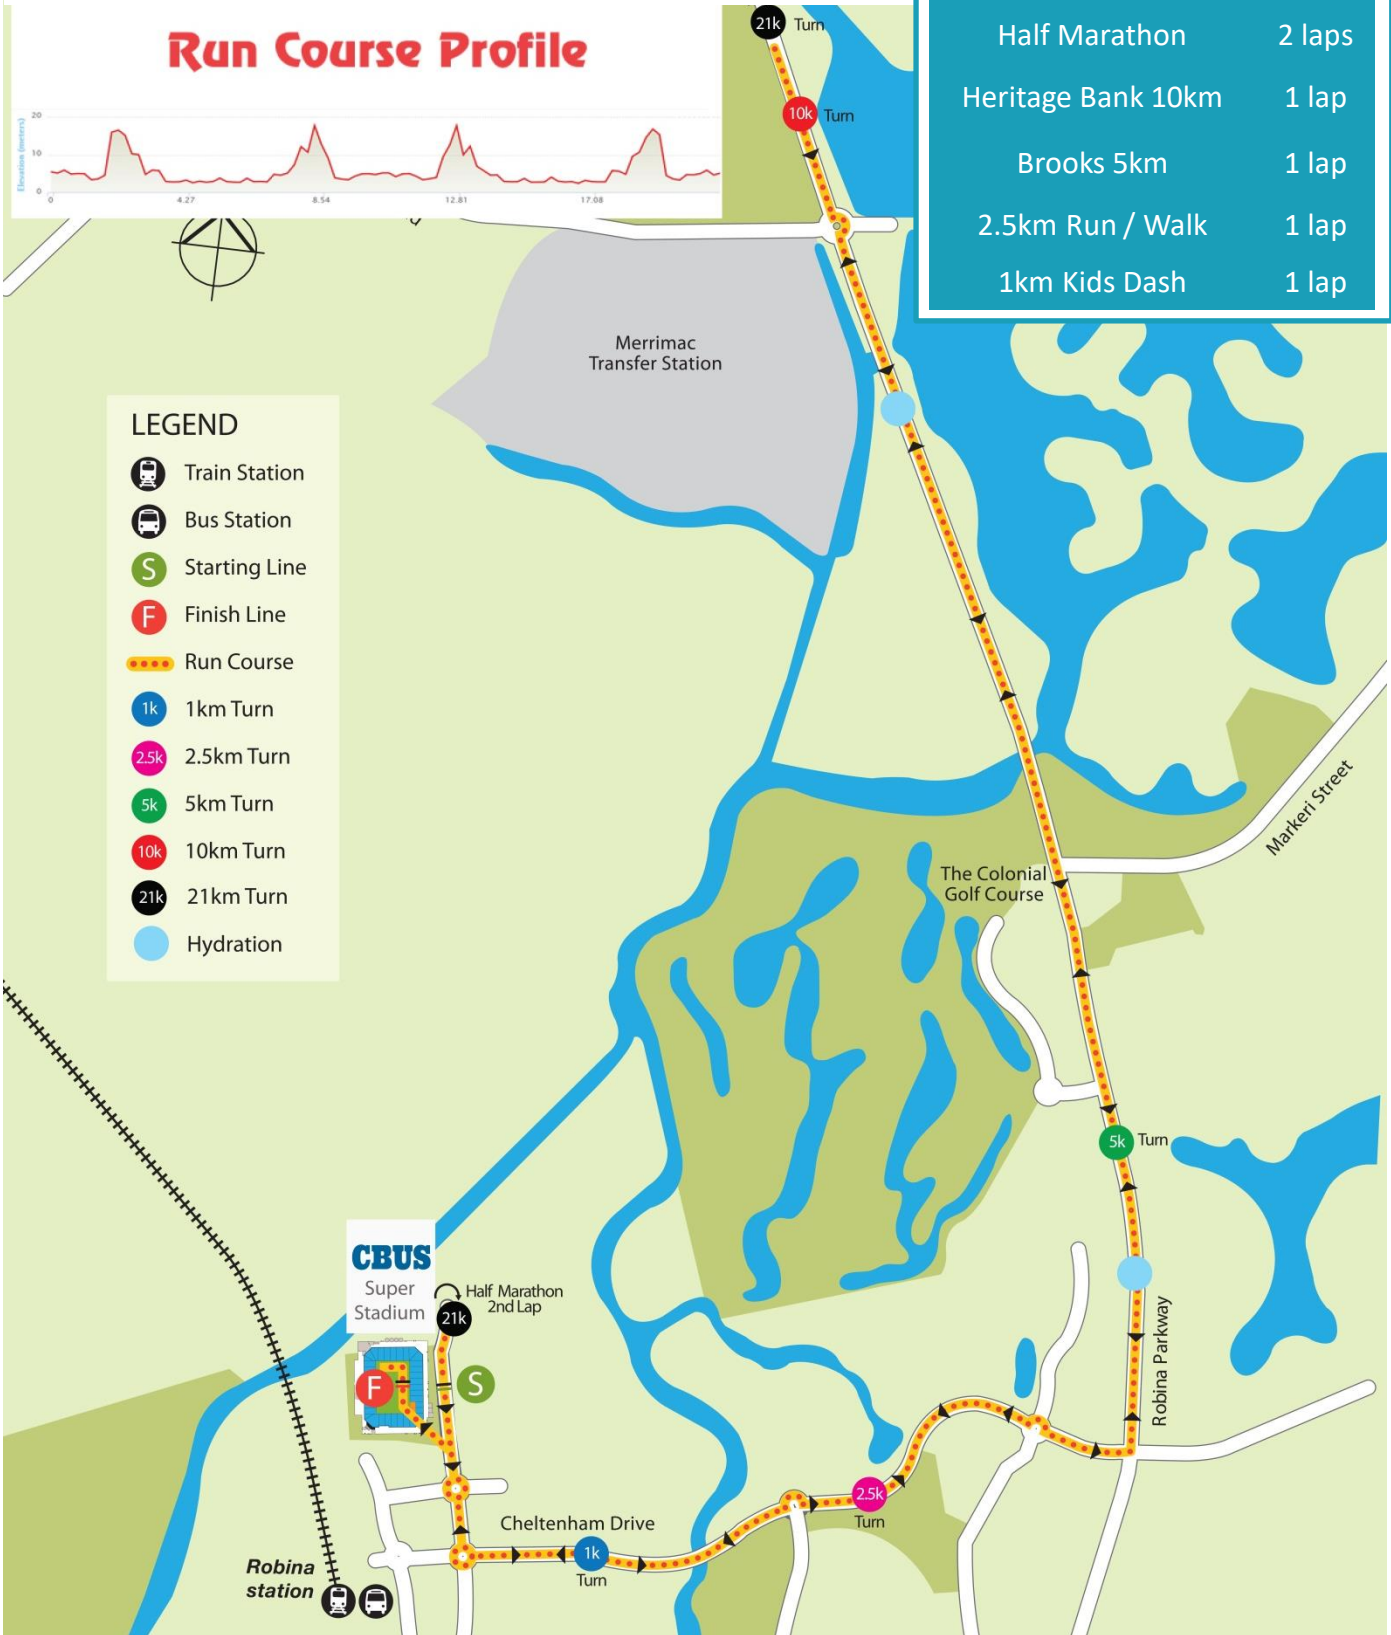 Run Course Profile
Elevation (meters)
20
10
0
0
4.27
8.54
12.81
17.08
21k Turn
10k Turn
Half Marathon 2 laps
Heritage Bank 10km 1 lap
Brooks 5km 1 lap
2.5km Run / Walk 1 lap
1km Kids Dash 1 lap
Merrimac
Transfer Station
LEGEND
Train Station
Bus Station
S Starting Line
F Finish Line
Run Course
1k 1km Turn
2.5k 2.5km Turn
5k 5km Turn
10k 10km Turn
21k 21km Turn
Hydration
Markeri Street
The Colonial
Golf Course
5k Turn
Robina Parkway
CBUS
Super
Stadium
Half Marathon
2nd Lap
21k
F
S
2.5k
Turn
Cheltenham Drive
1k
Turn
Robina
station